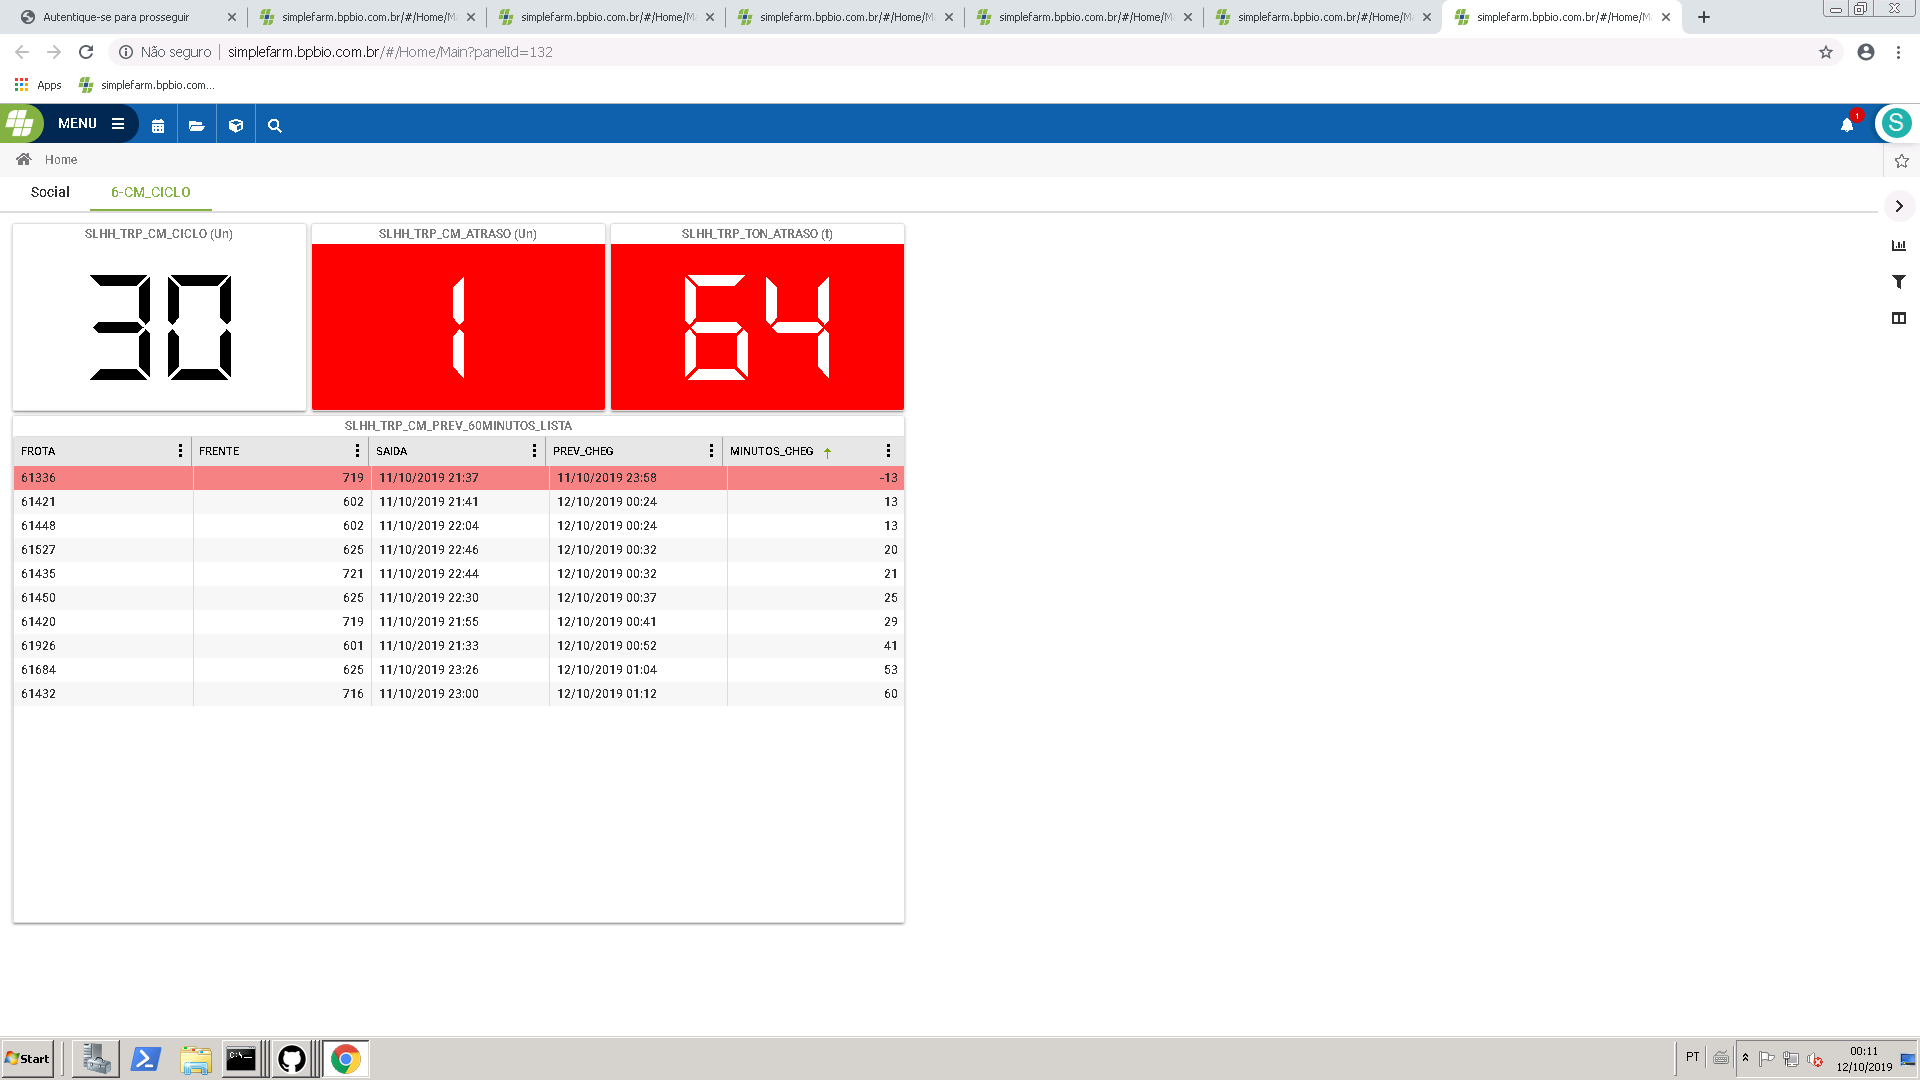 Autentique-se para prosseguir
simplefarm.bpbio.com.br/#/Home/M
simplefarm.bpbio.com.br/#/Home/M
simplefarm.bpbio.com.br/#/Home/M
simplefarm.bpbio.com.br/#/Home/M
simplefarm.bpbio.com.br/#/Home/M
simplefarm.bpbio.com.br/#/Home/M
Não seguro simplefarm.bpbio.com.br/#/Home/Main?panelId=132
Apps simplefarm.bpbio.com...
MENU 1 S
Home
Social 6-CM_CICLO
SLHH_TRP_CM_CICLO (Un) SLHH_TRP_CM_ATRASO (Un) SLHH_TRP_TON_ATRASO (t)
30 1 64
SLHH_TRP_CM_PREV_60MINUTOS_LISTA
FROTA FRENTE SAIDA PREV_CHEG MINUTOS_CHEG
61336 719 11/10/2019 21:37 11/10/2019 23:58 -13
61421 602 11/10/2019 21:41 12/10/2019 00:24 13
61448 602 11/10/2019 22:04 12/10/2019 00:24 13
61527 625 11/10/2019 22:46 12/10/2019 00:32 20
61435 721 11/10/2019 22:44 12/10/2019 00:32 21
61450 625 11/10/2019 22:30 12/10/2019 00:37 25
61420 719 11/10/2019 21:55 12/10/2019 00:41 29
61926 601 11/10/2019 21:33 12/10/2019 00:52 41
61684 625 11/10/2019 23:26 12/10/2019 01:04 53
61432 716 11/10/2019 23:00 12/10/2019 01:12 60
Start PT 00:11
12/10/2019